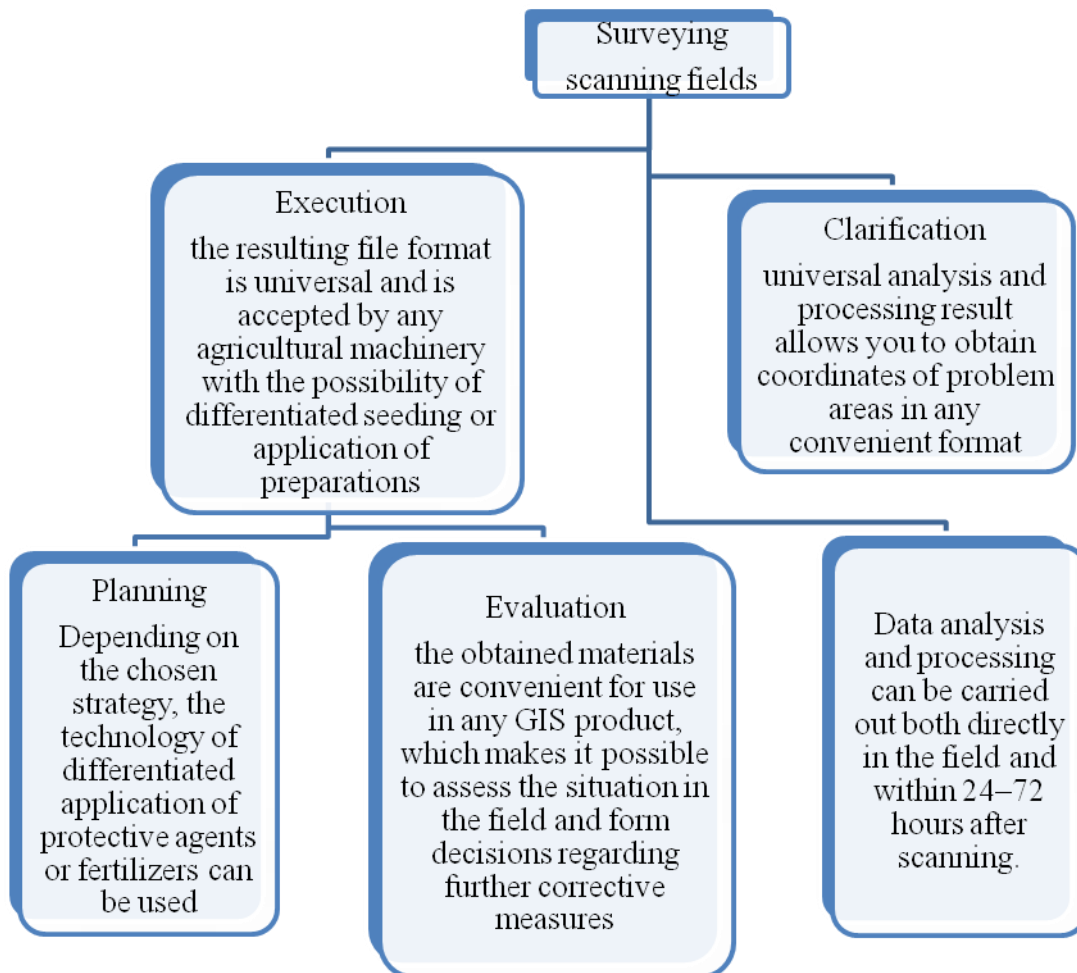 Surveying
scanning fields
Execution
the resulting file format
is universal and is
accepted by any
agricultural machinery
with the possibility of
differentiated seeding or
application of
preparations
Clarification
universal analysis and
processing result
allows you to obtain
coordinates of problem
areas in any
convenient format
Planning
Depending on
the chosen
strategy, the
technology of
differentiated
application of
protective agents
or fertilizers can
be used
Evaluation
the obtained materials
are convenient for use
in any GIS product,
which makes it possible
to assess the situation in
the field and form
decisions regarding
further corrective
measures
Data analysis
and processing
can be carried
out both directly
in the field and
within 24–72
hours after
scanning.